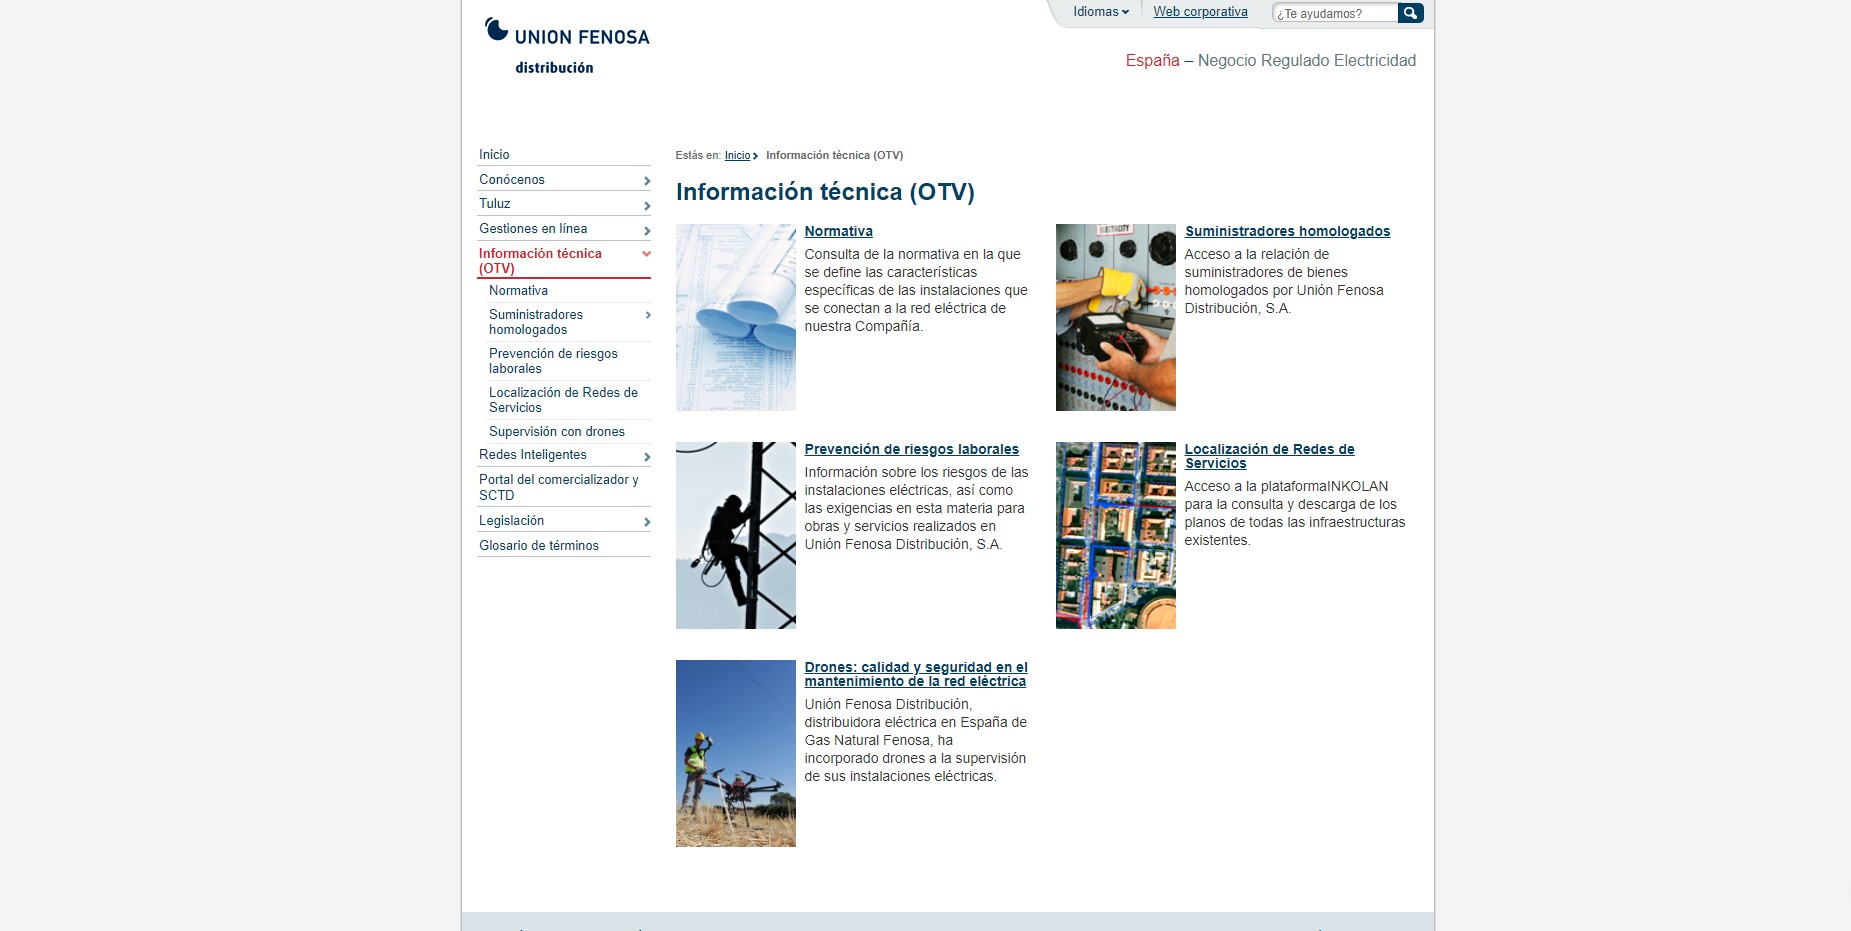 UNION FENOSA
distribución
Idiomas
Web corporativa
¿Te ayudamos?
España – Negocio Regulado Electricidad
Inicio
Conócenos
Tuluz
Gestiones en línea
Información técnica
(OTV)
Normativa
Suministradores
homologados
Prevención de riesgos
laborales
Localización de Redes de
Servicios
Supervisión con drones
Redes Inteligentes
Portal del comercializador y
SCTD
Legislación
Glosario de términos
Estás en: Inicio Información técnica (OTV)
Información técnica (OTV)
Normativa
Consulta de la normativa en la que
se define las características
específicas de las instalaciones que
se conectan a la red eléctrica de
nuestra Compañía.
Suministradores homologados
Acceso a la relación de
suministradores de bienes
homologados por Unión Fenosa
Distribución, S.A.
Prevención de riesgos laborales
Información sobre los riesgos de las
instalaciones eléctricas, así como
las exigencias en esta materia para
obras y servicios realizados en
Unión Fenosa Distribución, S.A.
Localización de Redes de
Servicios
Acceso a la plataformaINKOLAN
para la consulta y descarga de los
planos de todas las infraestructuras
existentes.
Drones: calidad y seguridad en el
mantenimiento de la red eléctrica
Unión Fenosa Distribución,
distribuidora eléctrica en España de
Gas Natural Fenosa, ha
incorporado drones a la supervisión
de sus instalaciones eléctricas.